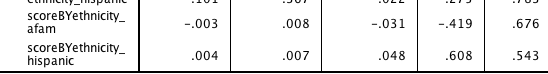 scoreBYethnicity_
afam -.003 .008 -.031 -.419 .676
scoreBYethnicity_
hispanic .004 .007 .048 .608 .543